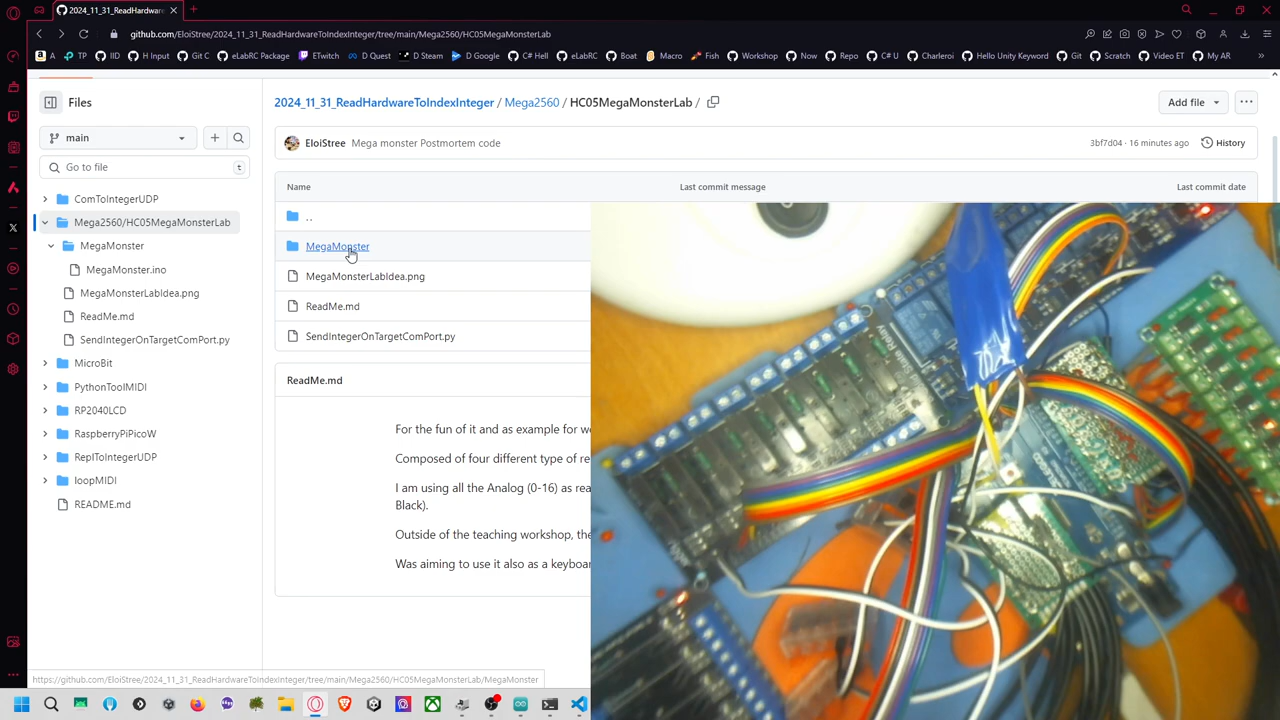 2024_11_31_ReadHardware
github.com/EloiStree/2024_11_31_ReadHardwareToIndexInteger/tree/main/Mega2560/HC05MegaMonsterLab
A TP IID H Input Git C eLabRC Package ETwitch D Quest D Steam D Google C# Hell eLabRC Boat Macro Fish Workshop Now Repo C# U Charleroi Hello Unity Keyword Git Scratch Video ET My AR
Files
2024_11_31_ReadHardwareToIndexInteger / Mega2560 / HC05MegaMonsterLab /
Add file
main
EloiStree Mega monster Postmortem code
3bf7d04 · 16 minutes ago History
Go to file t
Name Last commit message Last commit date
ComToIntegerUDP
Mega2560/HC05MegaMonsterLab
MegaMonster
MegaMonster.ino
MegaMonsterLabIdea.png
ReadMe.md
SendIntegerOnTargetComPort.py
MicroBit
PythonToolMIDI
RP2040LCD
RaspberryPiPicoW
ReplToIntegerUDP
loopMIDI
README.md
..
MegaMonster
MegaMonsterLabIdea.png
ReadMe.md
SendIntegerOnTargetComPort.py
ReadMe.md
For the fun of it and as example for w
Composed of four different type of re
I am using all the Analog (0-16) as rea
Black).
Outside of the teaching workshop, the
Was aiming to use it also as a keyboar
State Relay
https://github.com/EloiStree/2024_11_31_ReadHardwareToIndexInteger/tree/main/Mega2560/HC05MegaMonsterLab/MegaMonster